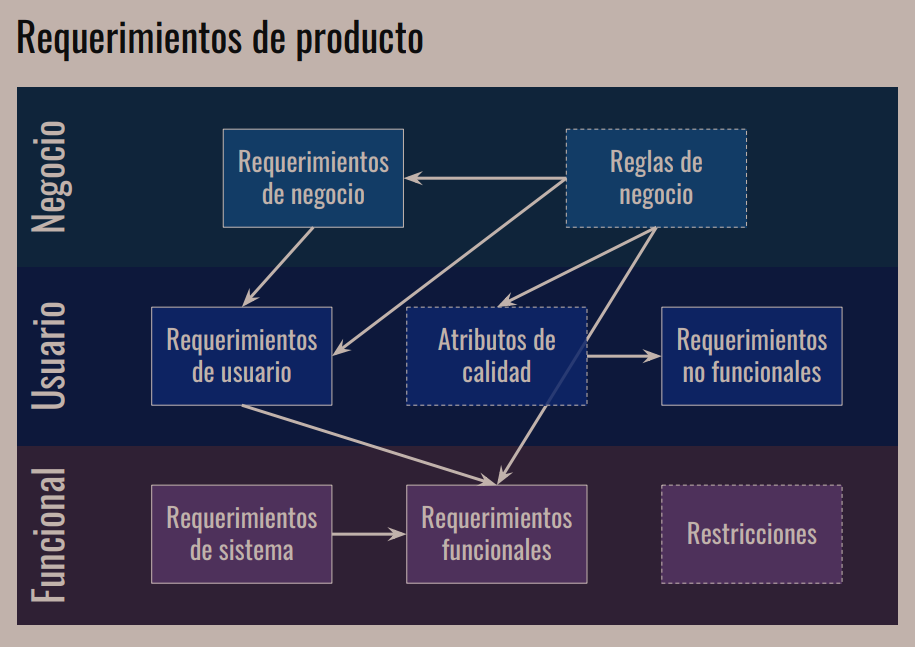 Requerimientos de producto
Negocio
Requerimientos
de negocio
Reglas de
negocio
Usuario
Requerimientos
de usuario
Atributos de
calidad
Requerimientos
no funcionales
Funcional
Requerimientos
de sistema
Requerimientos
funcionales
Restricciones